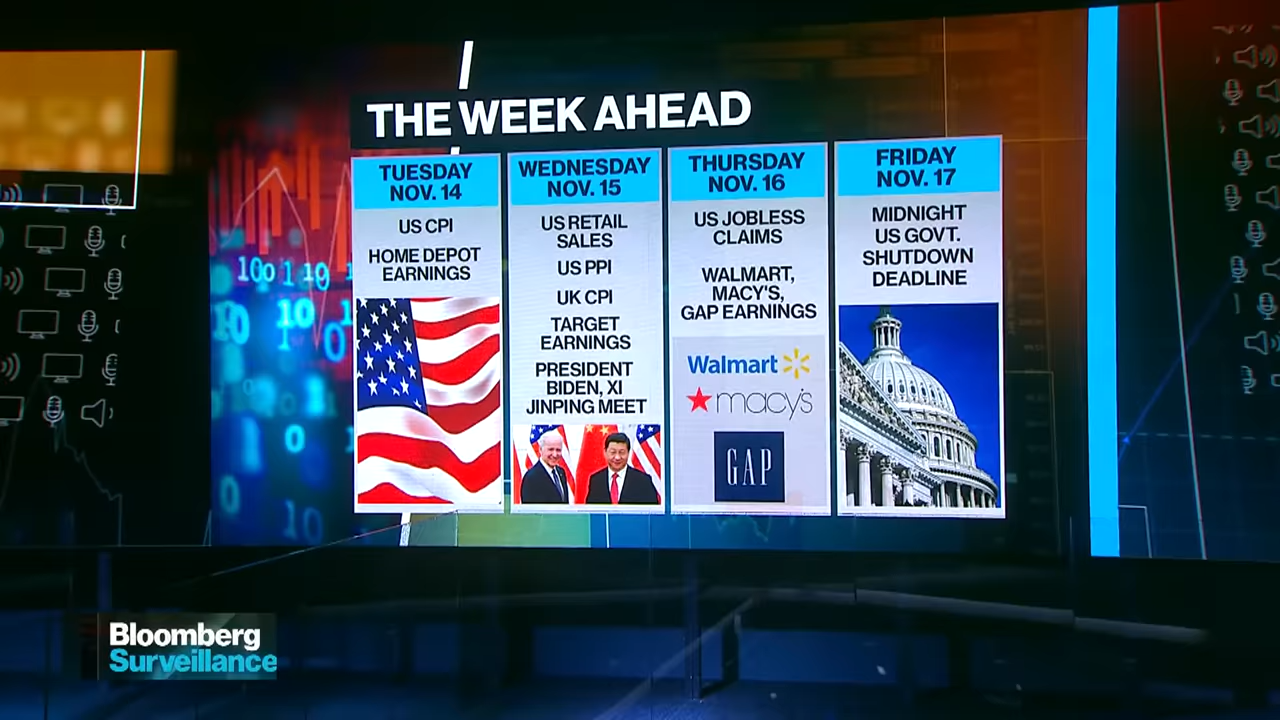 THE WEEK AHEAD
TUESDAY
NOV. 14
US CPI
HOME DEPOT
EARNINGS
WEDNESDAY
NOV. 15
US RETAIL
SALES
US PPI
UK CPI
TARGET
EARNINGS
PRESIDENT
BIDEN, XI
JINPING MEET
THURSDAY
NOV. 16
US JOBLESS
CLAIMS
WALMART,
MACY'S,
GAP EARNINGS
Walmart
macy's
GAP
FRIDAY
NOV. 17
MIDNIGHT
US GOVT.
SHUTDOWN
DEADLINE
Bloomberg
Surveillance